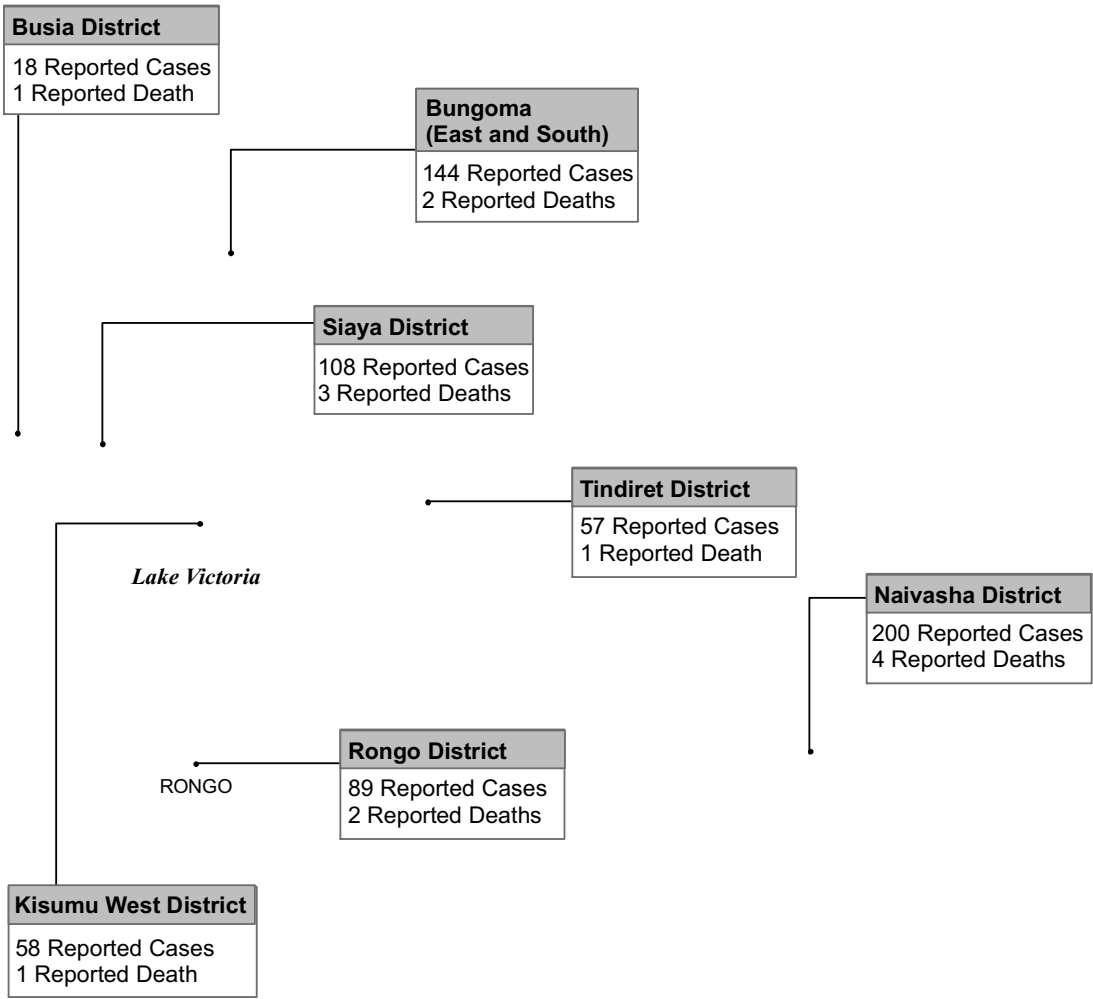 Busia District
18 Reported Cases
1 Reported Death
Bungoma
(East and South)
144 Reported Cases
2 Reported Deaths
Siaya District
108 Reported Cases
3 Reported Deaths
Tindiret District
57 Reported Cases
1 Reported Death
Lake Victoria
Naivasha District
200 Reported Cases
4 Reported Deaths
Rongo District
89 Reported Cases
2 Reported Deaths
RONGO
Kisumu West District
58 Reported Cases
1 Reported Death